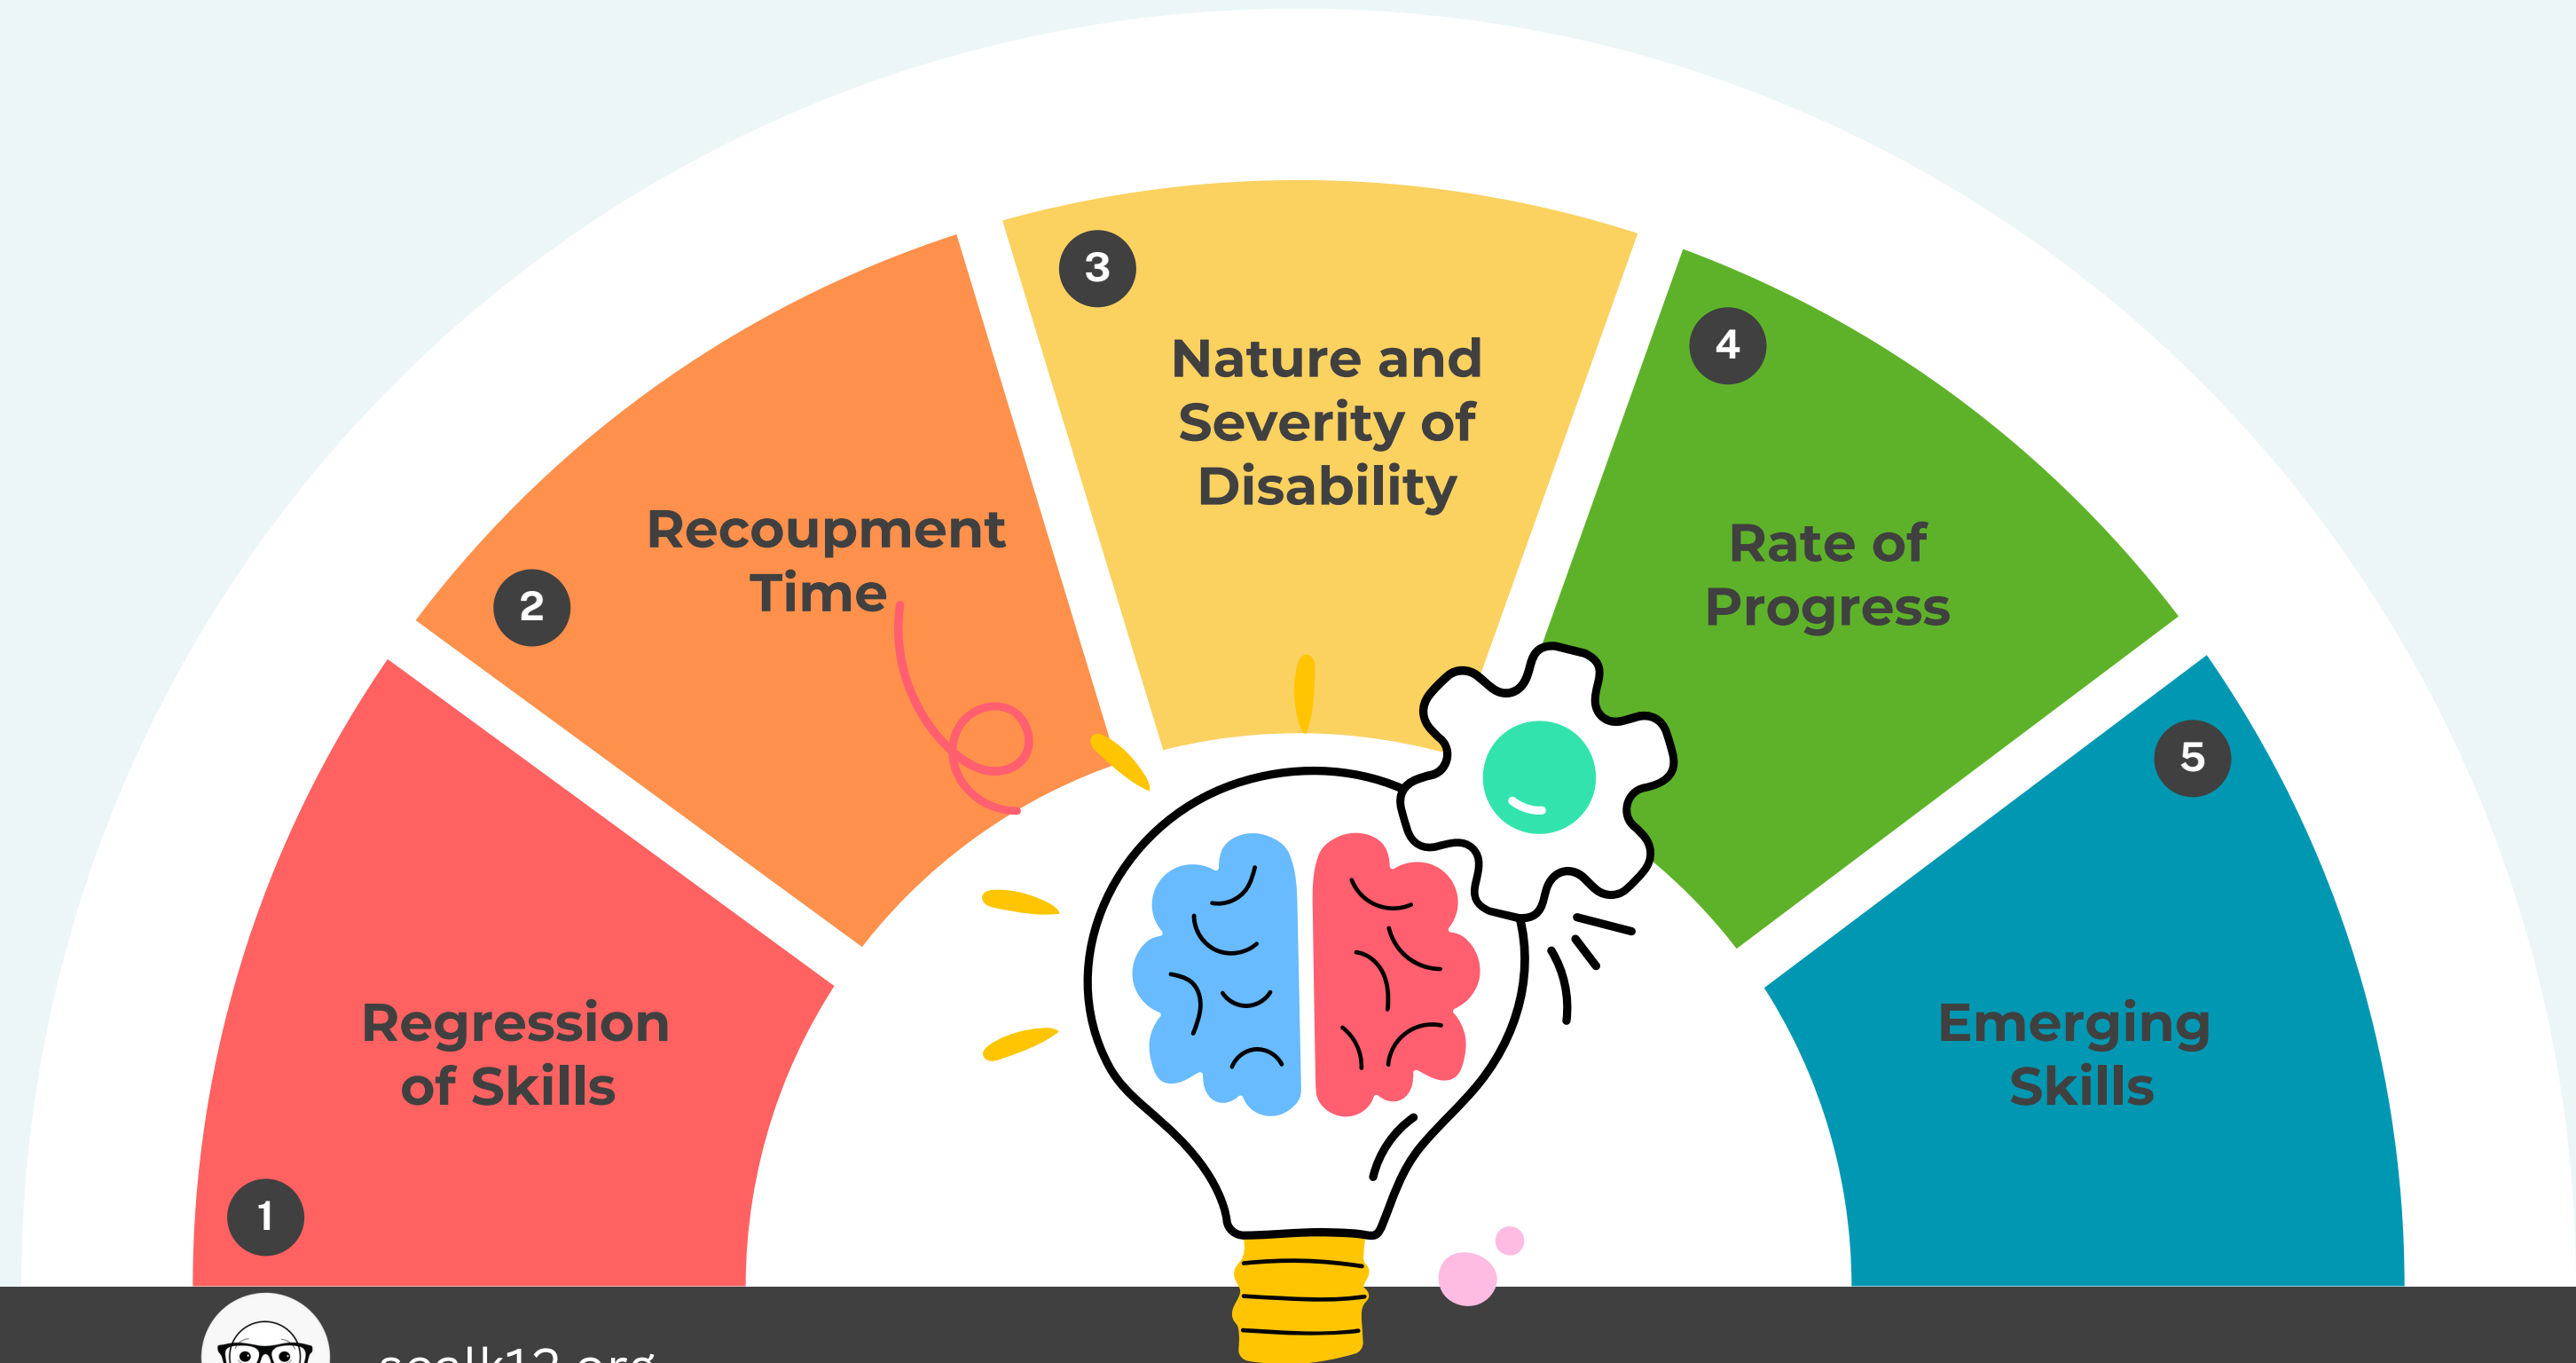 1
Regression
of Skills
2
Recoupment
Time
3
Nature and
Severity of
Disability
4
Rate of
Progress
5
Emerging
Skills